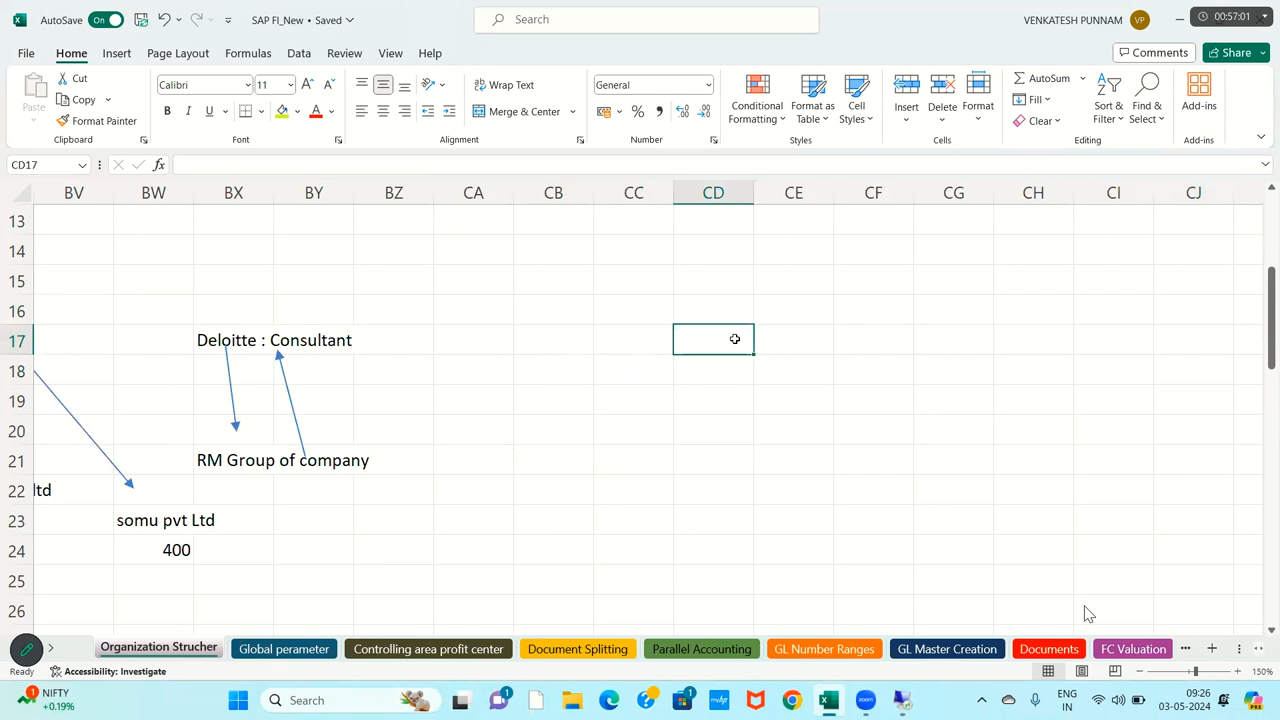 AutoSave On SAP FI_New • Saved Search VENKATESH PUNNAM VP 00:57:01
File Home Insert Page Layout Formulas Data Review View Help Comments Share
Paste Cut Copy Format Painter Clipboard
Calibri 11 B I U A Font
Wrap Text Merge & Center Alignment
General % Number
Conditional Formatting Format as Table Cell Styles Styles
Insert Delete Format Cells
AutoSum Fill Clear Sort & Filter Find & Select Editing
Add-ins Add-ins
CD17 fx
BV BW BX BY BZ CA CB CC CD CE CF CG CH CI CJ
13
14
15
16
17 Deloitte : Consultant
18
19
20
21 RM Group of company
22 ltd
23 somu pvt Ltd
24 400
25
26
Organization Strucher Global perameter Controlling area profit center Document Splitting Parallel Accounting GL Number Ranges GL Master Creation Documents FC Valuation
Ready Accessibility: Investigate 150%
1 NIFTY +0.19% Search 1 1 zoom ENG IN 09:26 03-05-2024 PRE